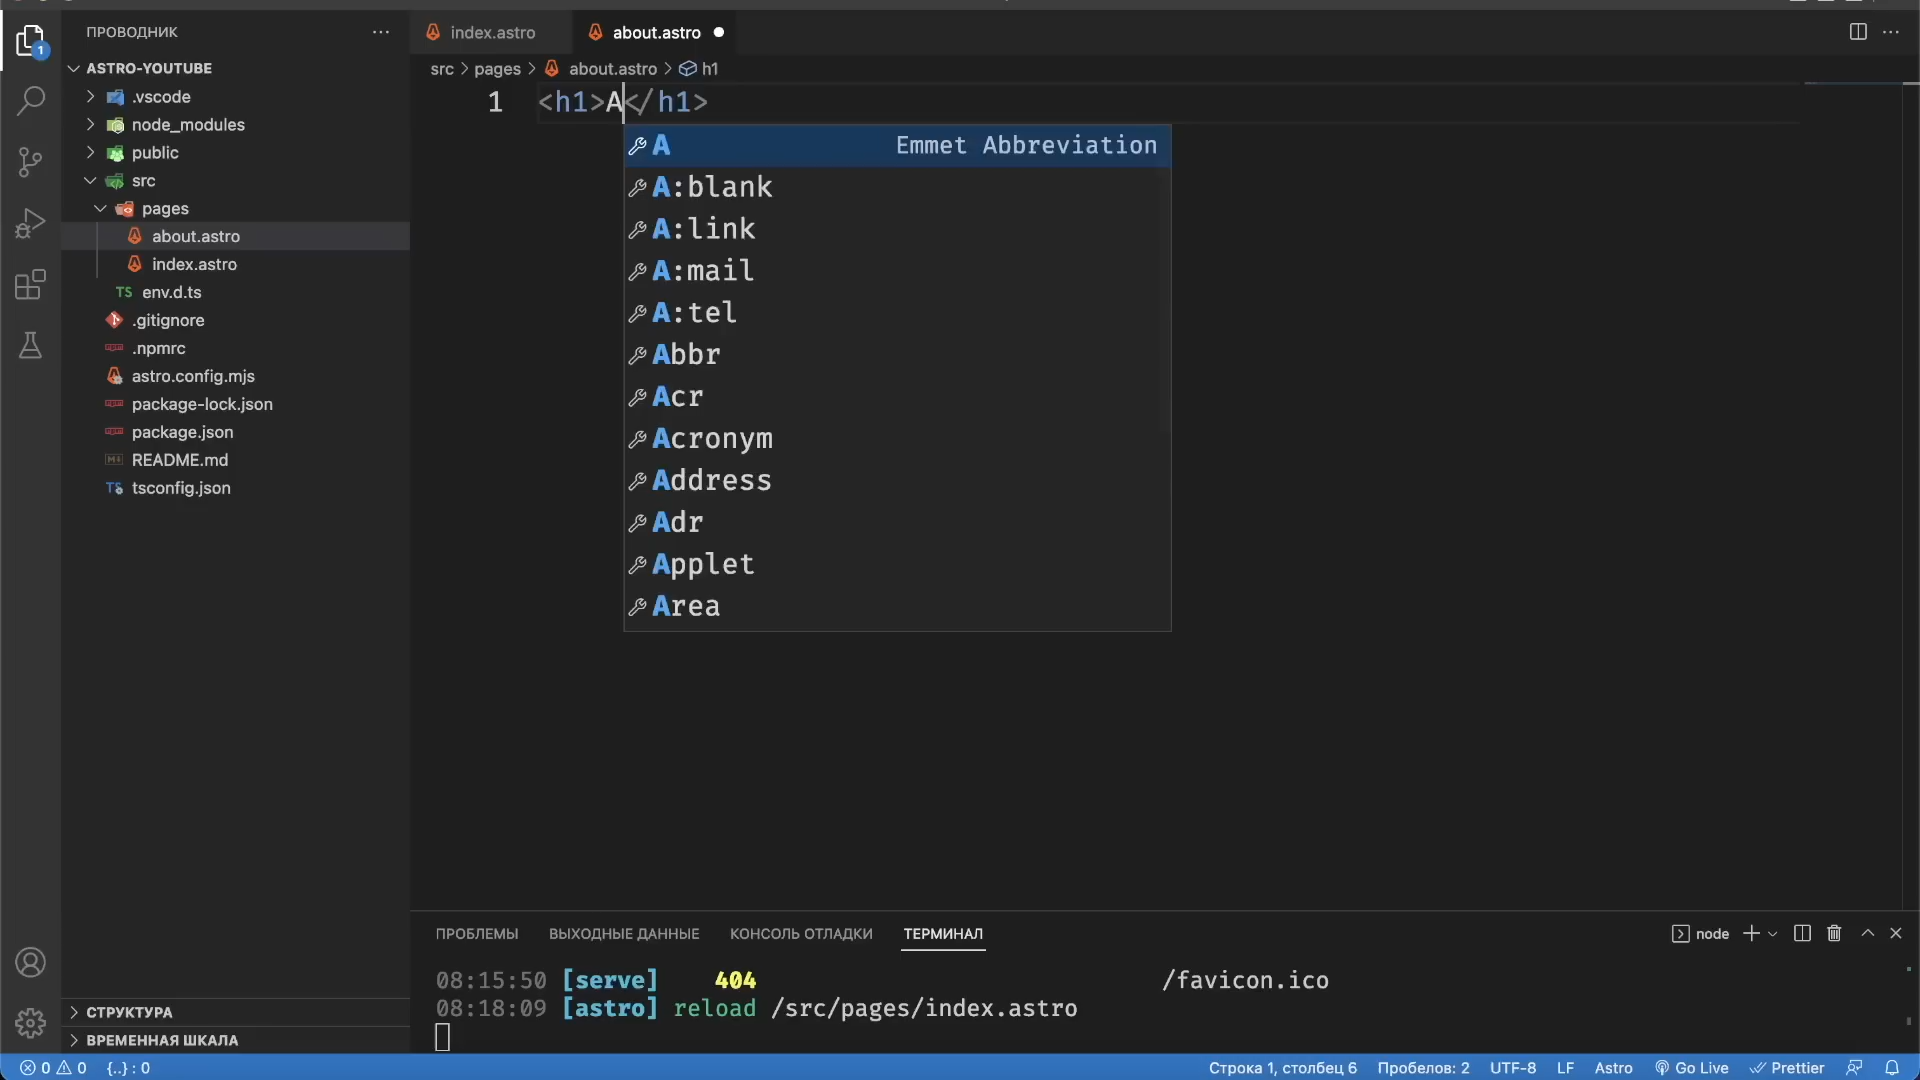 ПРОВОДНИК
ASTRO-YOUTUBE
.vscode
node_modules
public
src
pages
about.astro
index.astro
TS env.d.ts
.gitignore
.npmrc
astro.config.mjs
package-lock.json
package.json
README.md
TS tsconfig.json
СТРУКТУРА
ВРЕМЕННАЯ ШКАЛА
1
index.astro
about.astro
src > pages > about.astro > h1
1 <h1>A</h1>
A Emmet Abbreviation
A:blank
A:link
A:mail
A:tel
Abbr
Acr
Acronym
Address
Adr
Applet
Area
ПРОБЛЕМЫ ВЫХОДНЫЕ ДАННЫЕ КОНСОЛЬ ОТЛАДКИ ТЕРМИНАЛ node
08:15:50 [serve] 404 /favicon.ico
08:18:09 [astro] reload /src/pages/index.astro
0 0 {..} : 0 Строка 1, столбец 6 Пробелов: 2 UTF-8 LF Astro Go Live Prettier